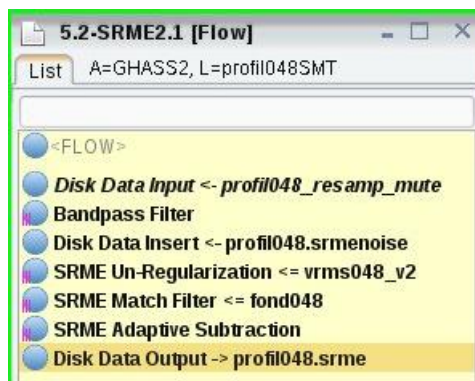 5.2-SRME2.1 [Flow]
List A=GHASS2, L=profil048SMT
<FLOW>
Disk Data Input <- profil048_resamp_mute
Bandpass Filter
Disk Data Insert <- profil048.srmenoise
SRME Un-Regularization <= vrms048_v2
SRME Match Filter <= fond048
SRME Adaptive Subtraction
Disk Data Output -> profil048.srme